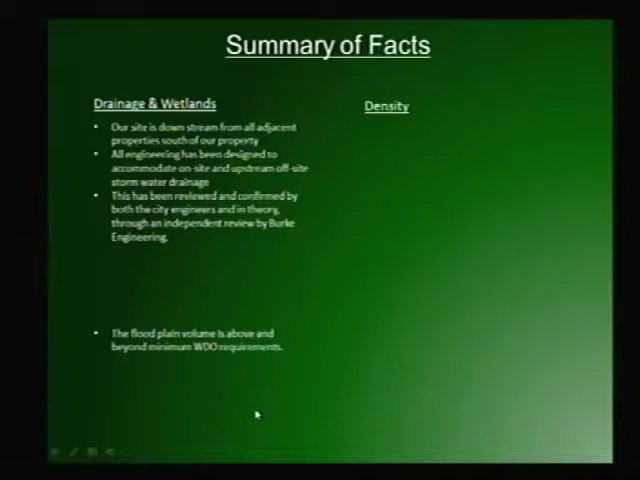 Summary of Facts
Drainage & Wetlands
• Our site is down stream from all adjacent
properties south of our property
• All engineering has been designed to
accommodate on-site and upstream off-site
storm water drainage
• This has been reviewed and confirmed by
both the city engineers and in theory,
through an independent review by Burke
Engineering.
• The flood plain volume is above and
beyond minimum WDO requirements.
Density